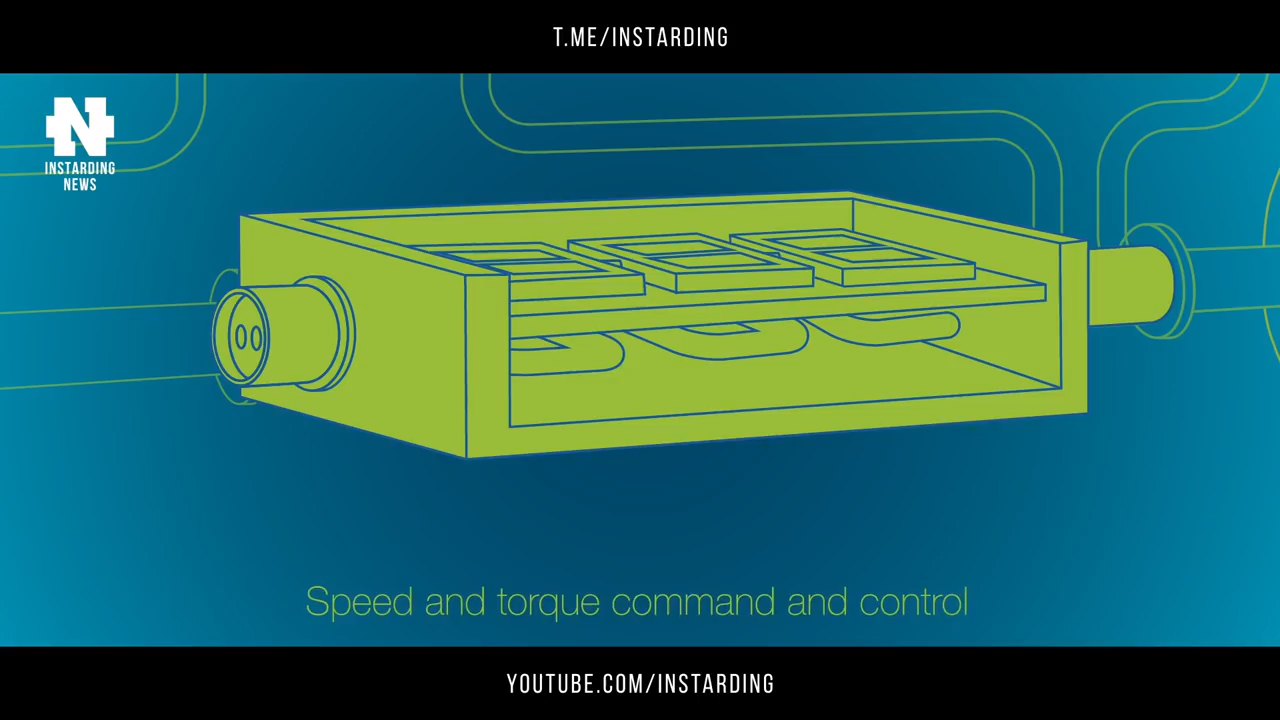 T.ME/INSTARDING
INSTARDING
NEWS
Speed and torque command and control
YOUTUBE.COM/INSTARDING